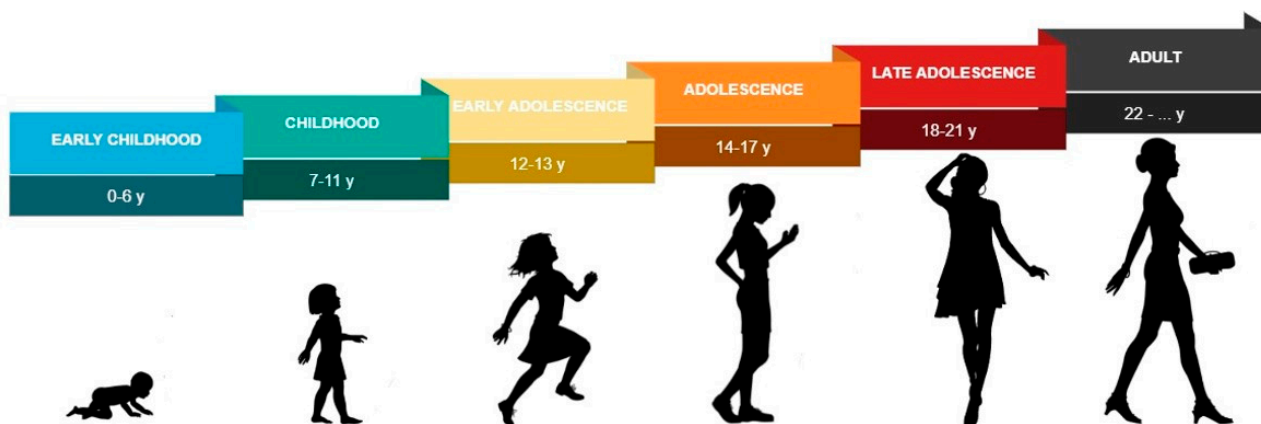 EARLY CHILDHOOD
0-6 y
CHILDHOOD
7-11 y
EARLY ADOLESCENCE
12-13 y
ADOLESCENCE
14-17 y
LATE ADOLESCENCE
18-21 y
ADULT
22 - ... y